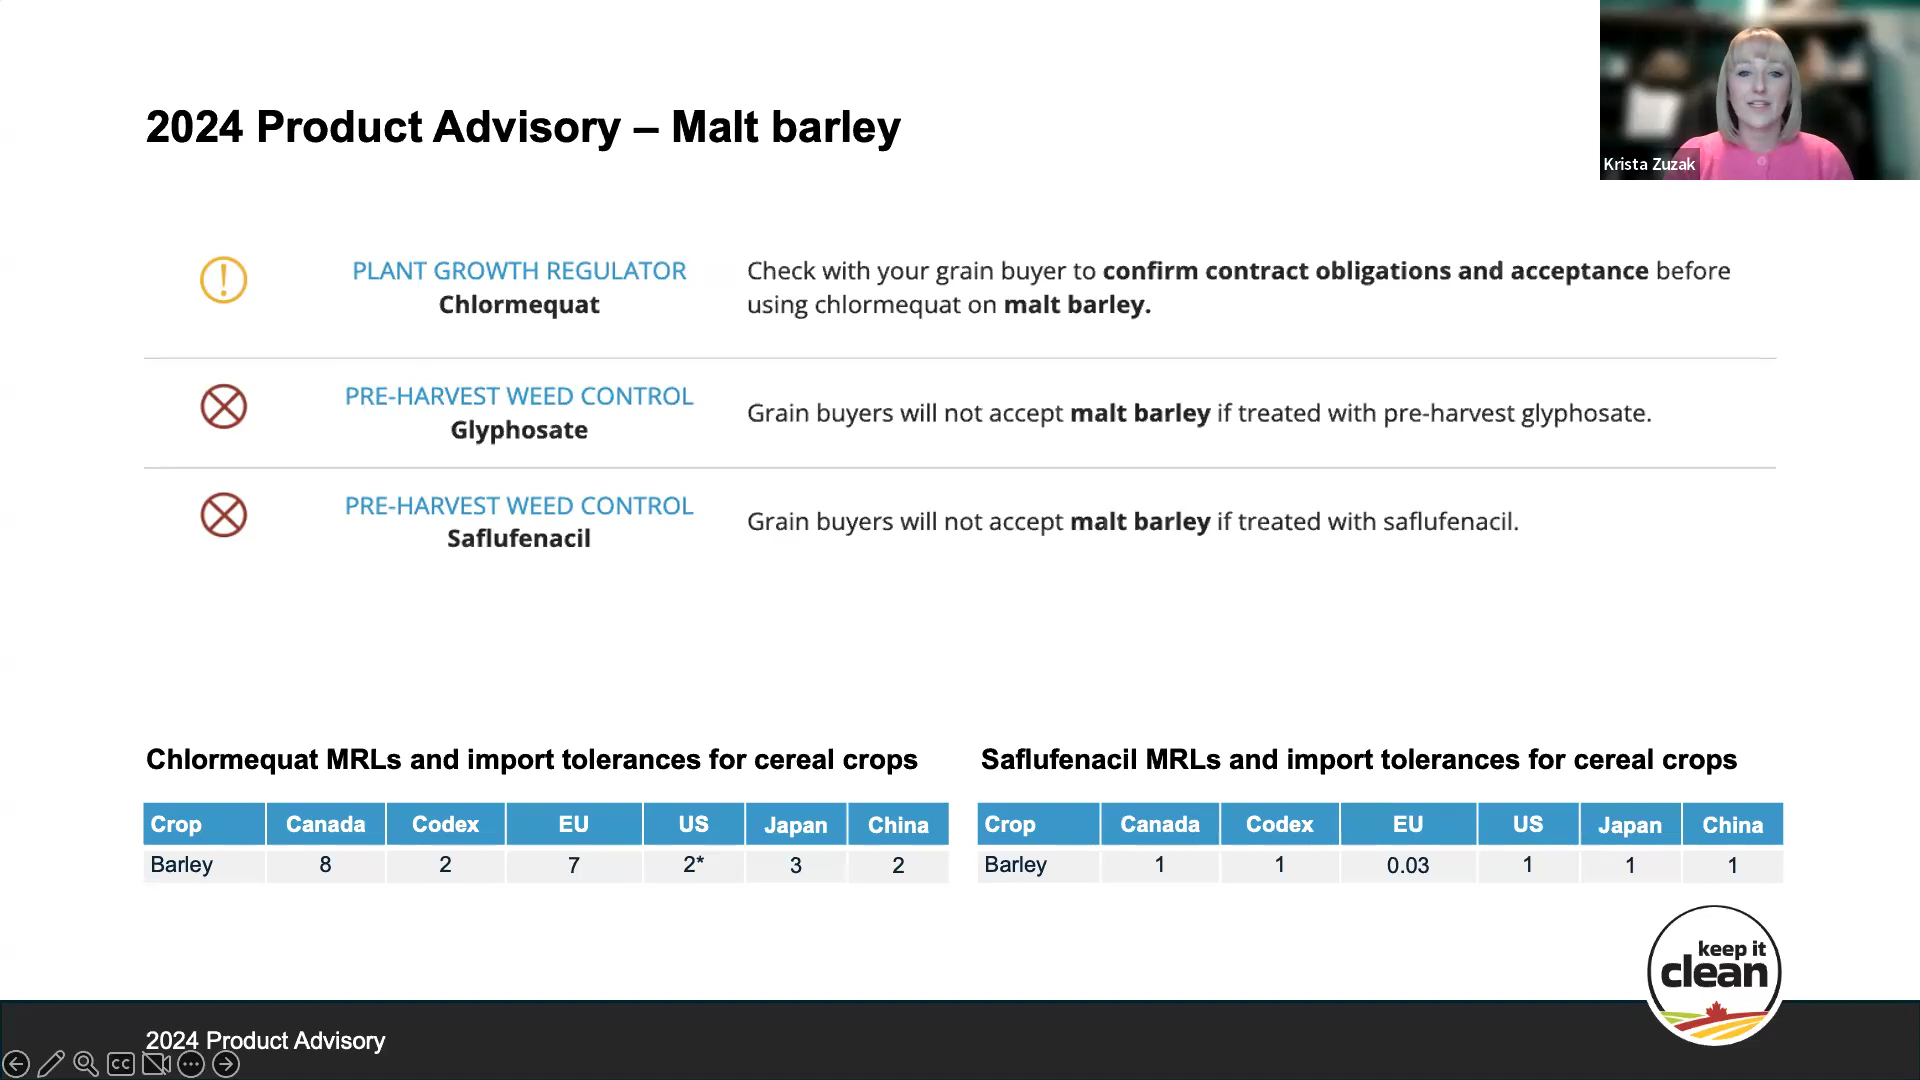 2024 Product Advisory – Malt barley
Krista Zuzak
PLANT GROWTH REGULATOR
Chlormequat
Check with your grain buyer to confirm contract obligations and acceptance before
using chlormequat on malt barley.
PRE-HARVEST WEED CONTROL
Glyphosate
Grain buyers will not accept malt barley if treated with pre-harvest glyphosate.
PRE-HARVEST WEED CONTROL
Saflufenacil
Grain buyers will not accept malt barley if treated with saflufenacil.
Chlormequat MRLs and import tolerances for cereal crops
Crop Canada Codex EU US Japan China
Barley 8 2 7 2* 3 2
Saflufenacil MRLs and import tolerances for cereal crops
Crop Canada Codex EU US Japan China
Barley 1 1 0.03 1 1 1
keep it
clean
2024 Product Advisory
CC